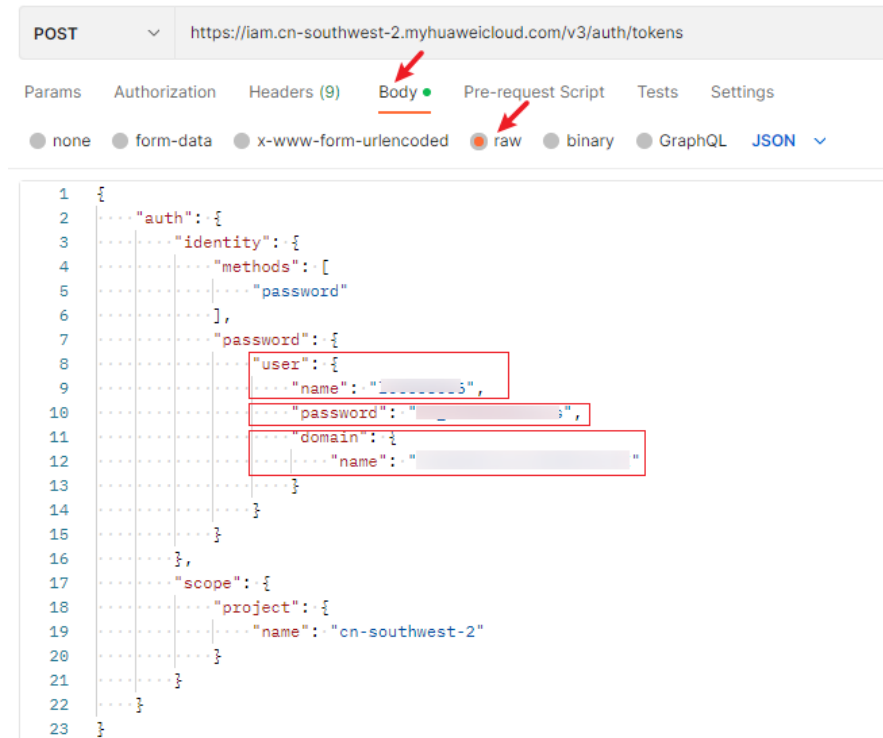 POST https://iam.cn-southwest-2.myhuaweicloud.com/v3/auth/tokens
Params Authorization Headers (9) Body Pre-request Script Tests Settings
none form-data x-www-form-urlencoded raw binary GraphQL JSON
1 {
2 "auth": {
3 "identity": {
4 "methods": [
5 "password"
6 ],
7 "password": {
8 "user": {
9 "name": "
10 "password": "
11 "domain": {
12 "name": " "
13 }
14 }
15 }
16 },
17 "scope": {
18 "project": {
19 "name": "cn-southwest-2"
20 }
21 }
22 }
23 }